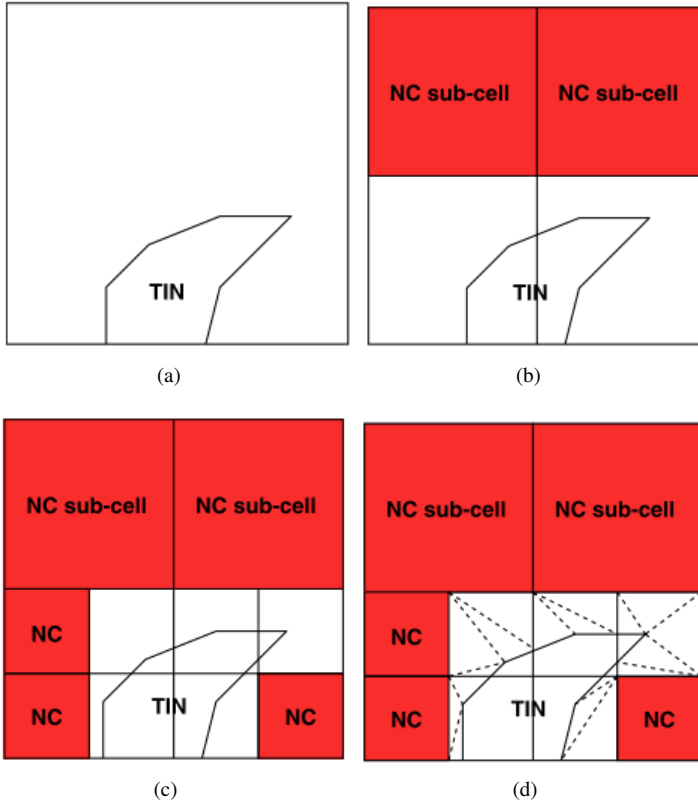 TIN
(a)
NC sub-cell NC sub-cell
TIN
(b)
NC sub-cell NC sub-cell
NC
NC TIN NC
(c)
NC sub-cell NC sub-cell
NC
NC TIN NC
(d)